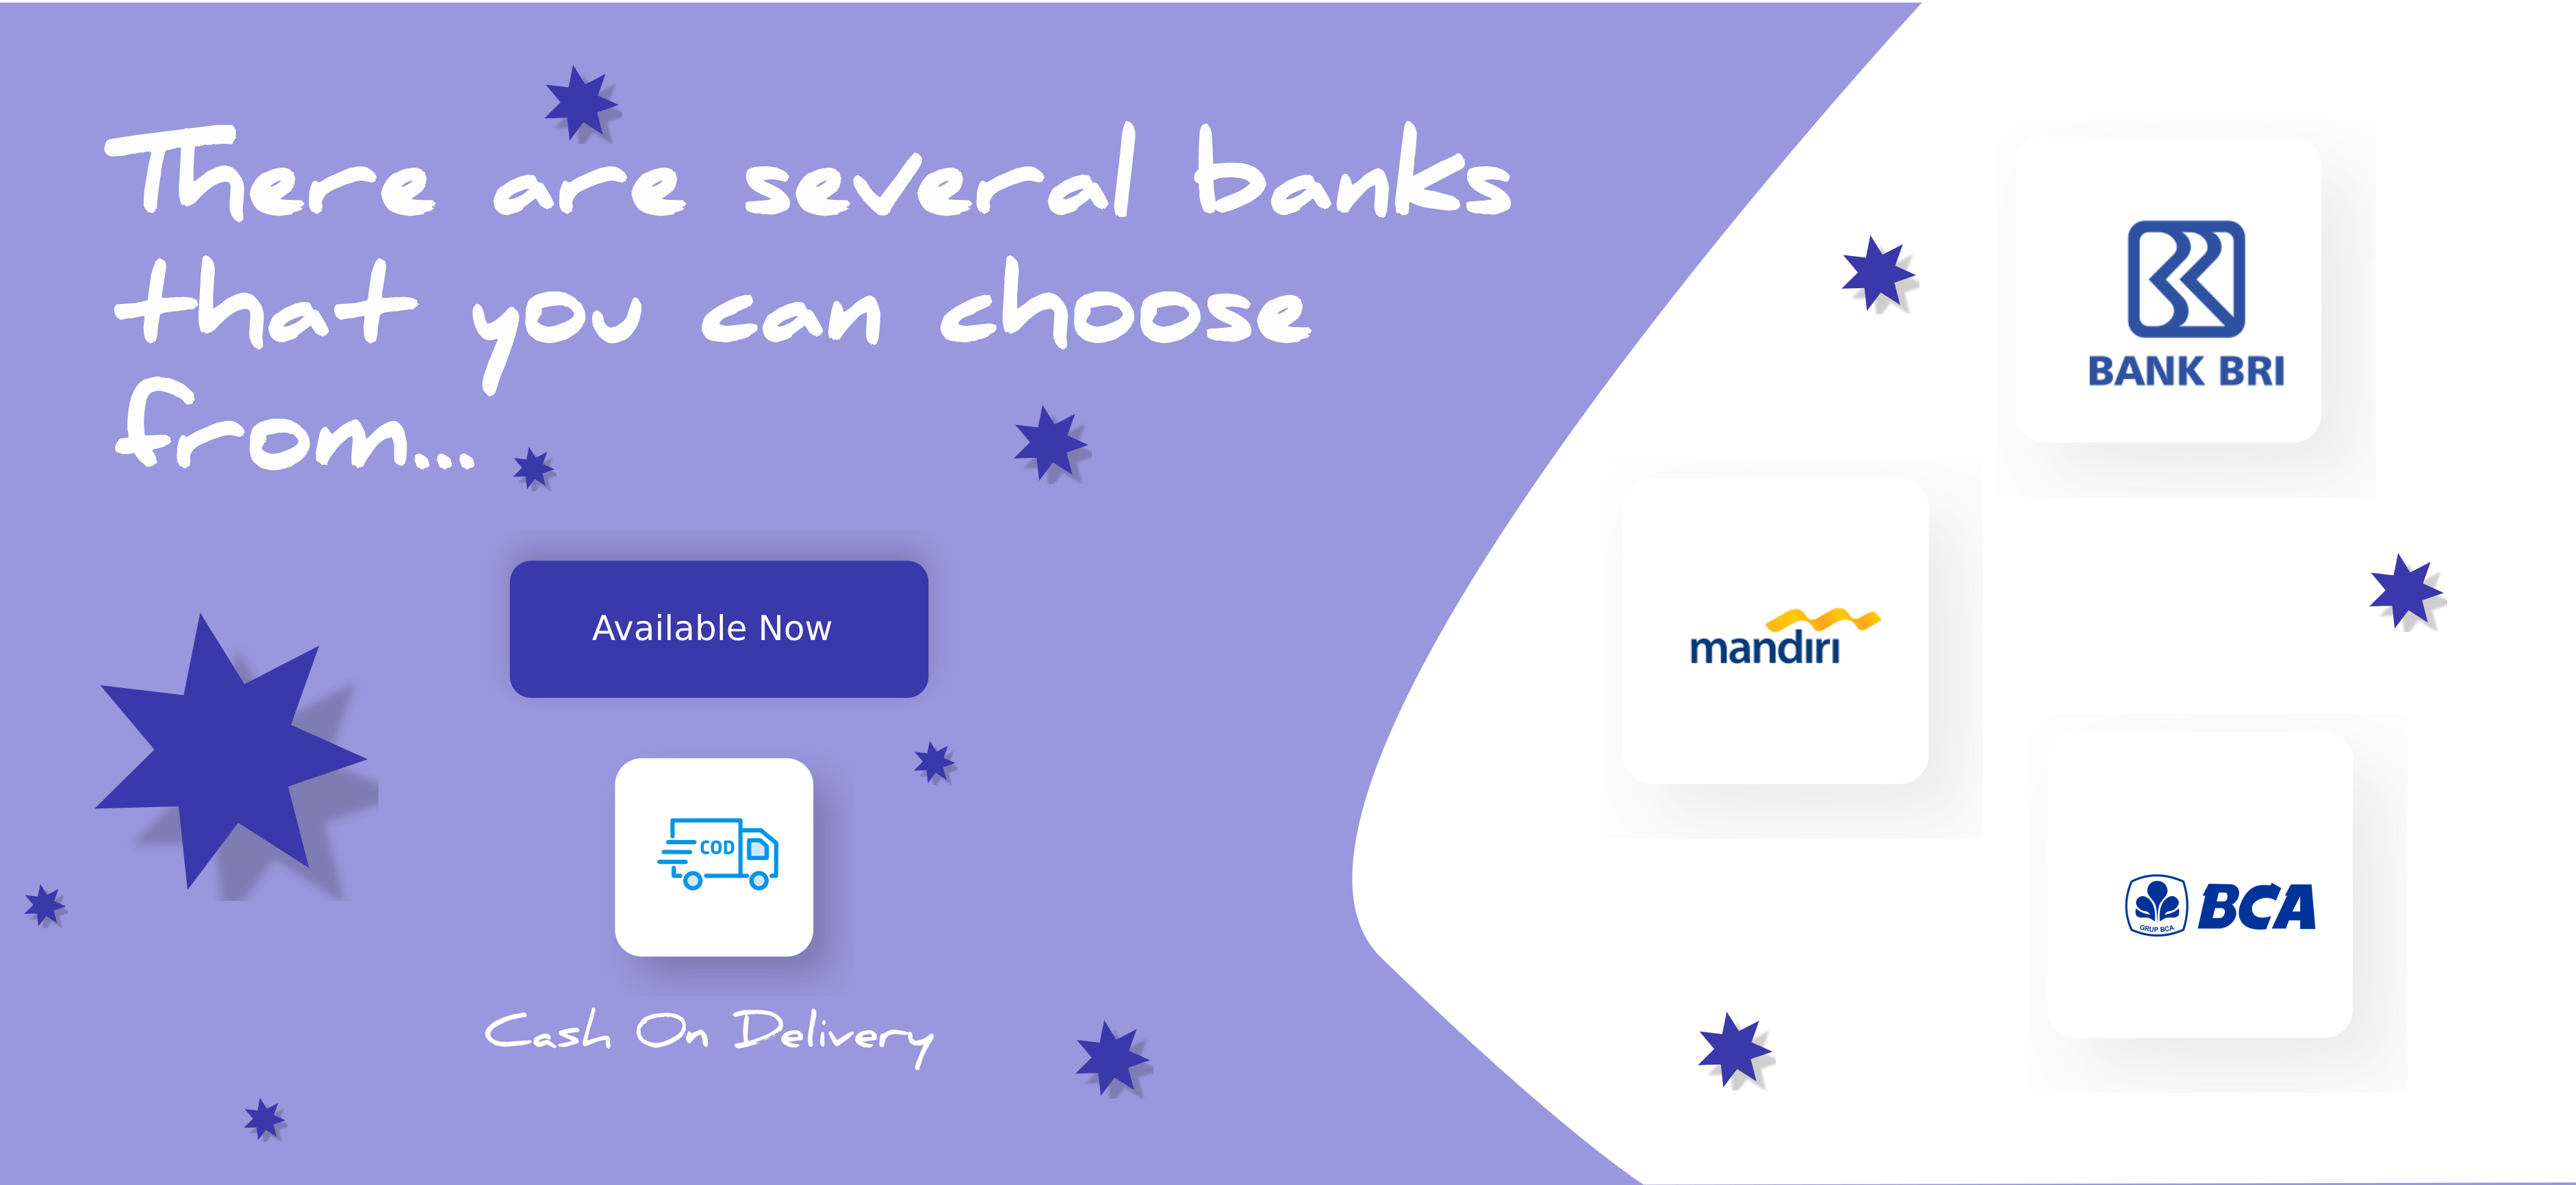 There are several banks
that you can choose
from...
Available Now
COD
Cash On Delivery
BANK BRI
mandiri
GRUP BCA
BCA